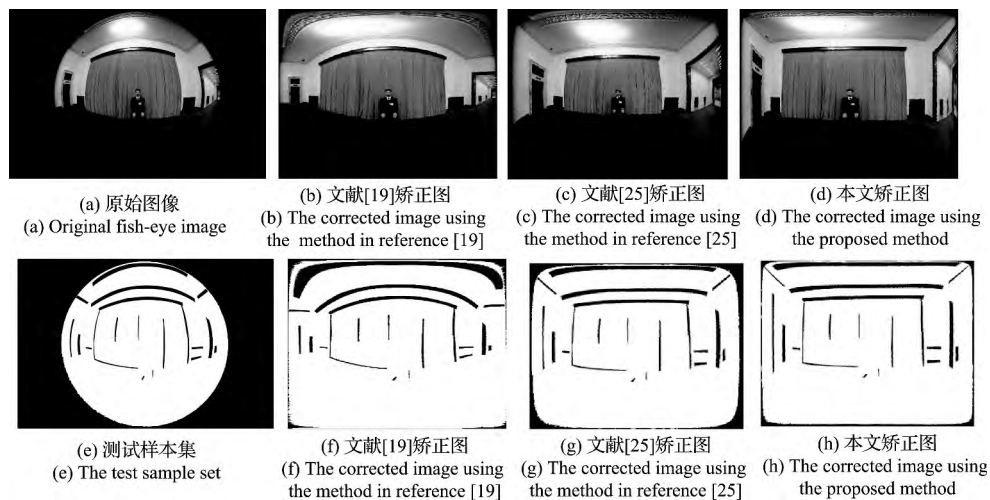 (a) 原始图像
(a) Original fish-eye image
(b) 文献[19]矫正图
(b) The corrected image using
the method in reference [19]
(c) 文献[25]矫正图
(c) The corrected image using
the method in reference [25]
(d) 本文矫正图
(d) The corrected image using
the proposed method
(e) 测试样本集
(e) The test sample set
(f) 文献[19]矫正图
(f) The corrected image using
the method in reference [19]
(g) 文献[25]矫正图
(g) The corrected image using
the method in reference [25]
(h) 本文矫正图
(h) The corrected image using
the proposed method